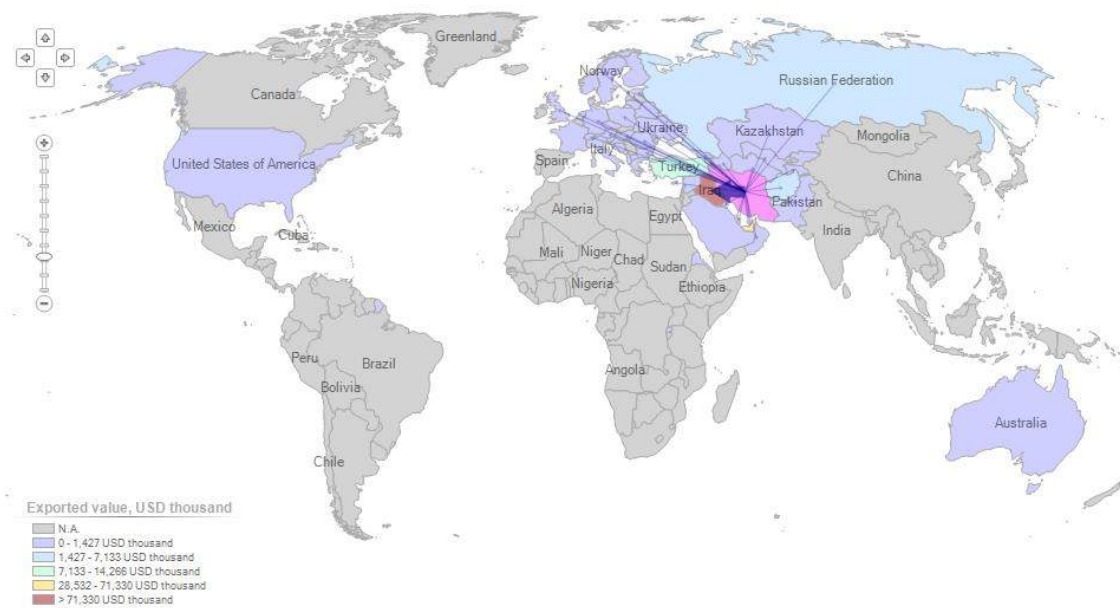 Greenland
Norway
Russian Federation
Canada
Ukraine
Kazakhstan
Mongolia
United States of America
Italy
Spain
Turkey
China
Iraq
Pakistan
Mexico
Cuba
Algeria
Egypt
India
Mali
Niger
Chad
Sudan
Nigeria
Ethiopia
Peru
Brazil
Angola
Bolivia
Australia
Chile
Exported value, USD thousand
N.A.
0 - 1,427 USD thousand
1,427 - 7,133 USD thousand
7,133 - 14,266 USD thousand
28,532 - 71,330 USD thousand
> 71,330 USD thousand